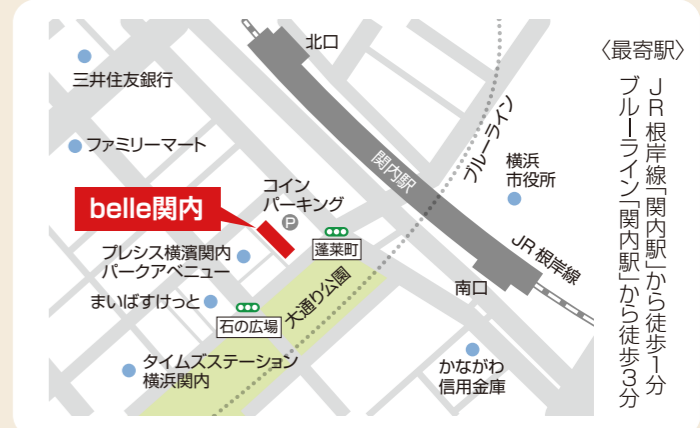 北口
三井住友銀行
ファミリーマート
関内駅
ブルーライン
横浜
市役所
コイン
パーキング
P
belle関内
蓬莱町
プレシス横濱関内
パークアベニュー
大通り公園
JR 根岸線
南口
まいばすけっと
石の広場
タイムズステーション
横浜関内
かながわ
信用金庫
〈最寄駅〉
JR 根岸線「関内駅」から徒歩1分
ブルーライン「関内駅」から徒歩3分